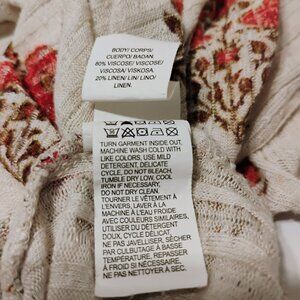 BODY/ CORPS/
CUERPO/ BADAN.
80% VISCOSE/ VISCOSE/
VISCOSA/ VISKOSA.
20% LINEN/ LIN/ LINO/
LINEN.
TURN GARMENT INSIDE OUT,
MACHINE WASH COLD WITH
LIKE COLORS, USE MILD
DETERGENT, DELICATE
CYCLE, DO NOT BLEACH,
TUMBLE DRY LOW, COOL
IRON IF NECESSARY,
DO NOT DRY CLEAN.
TOURNER LE VÊTEMENT À
L'ENVERS, LAVER À LA
MACHINE À L'EAU FROIDE
AVEC COULEURS SIMILAIRES,
UTILISER DU DÉTERGENT
DOUX, CYCLE DÉLICAT,
NE PAS JAVELLISER, SÉCHER
PAR CULBUTAGE À BASSE
TEMPÉRATURE, REPASSER
À FROID SI NÉCESSAIRE,
NE PAS NETTOYER À SEC.